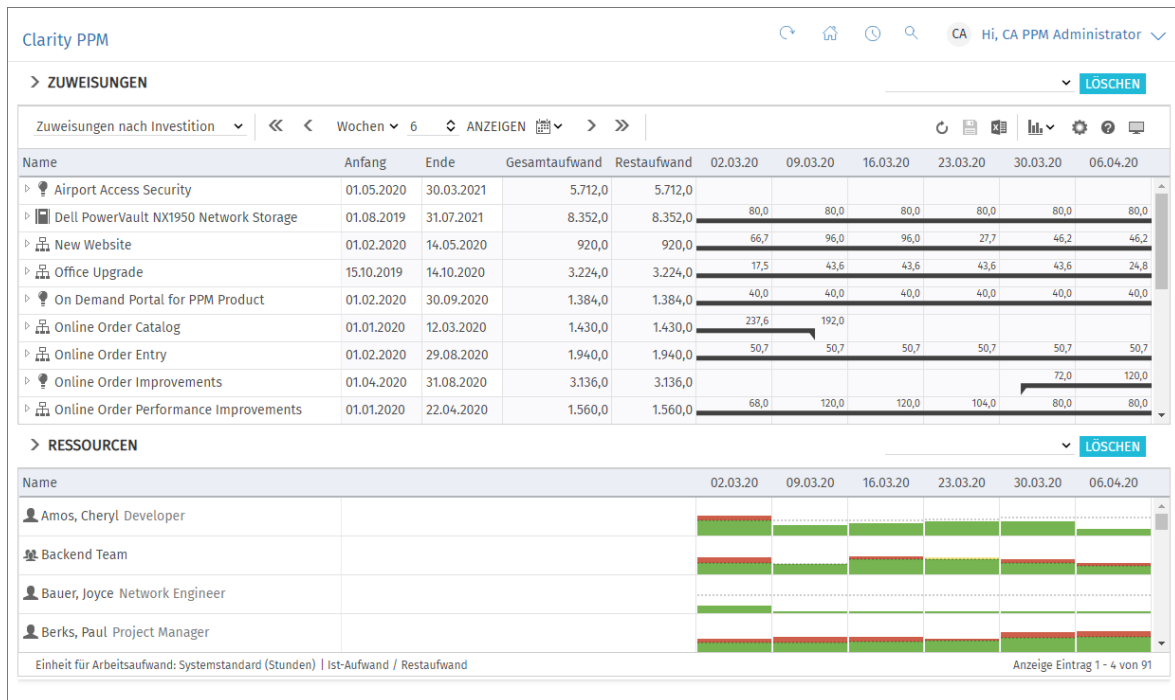 Clarity PPM CA Hi, CA PPM Administrator
ZUWEISUNGEN LÖSCHEN
Zuweisungen nach Investition Wochen 6 ANZEIGEN
Name Anfang Ende Gesamtaufwand Restaufwand 02.03.20 09.03.20 16.03.20 23.03.20 30.03.20 06.04.20
Airport Access Security 01.05.2020 30.03.2021 5.712,0 5.712,0
Dell PowerVault NX1950 Network Storage 01.08.2019 31.07.2021 8.352,0 8.352,0 80,0 80,0 80,0 80,0 80,0 80,0
New Website 01.02.2020 14.05.2020 920,0 920,0 66,7 96,0 96,0 27,7 46,2 46,2
Office Upgrade 15.10.2019 14.10.2020 3.224,0 3.224,0 17,5 43,6 43,6 43,6 43,6 24,8
On Demand Portal for PPM Product 01.02.2020 30.09.2020 1.384,0 1.384,0 40,0 40,0 40,0 40,0 40,0 40,0
Online Order Catalog 01.01.2020 12.03.2020 1.430,0 1.430,0 237,6 192,0
Online Order Entry 01.02.2020 29.08.2020 1.940,0 1.940,0 50,7 50,7 50,7 50,7 50,7 50,7
Online Order Improvements 01.04.2020 31.08.2020 3.136,0 3.136,0 72,0 120,0
Online Order Performance Improvements 01.01.2020 22.04.2020 1.560,0 1.560,0 68,0 120,0 120,0 104,0 80,0 80,0
RESSOURCEN LÖSCHEN
Name 02.03.20 09.03.20 16.03.20 23.03.20 30.03.20 06.04.20
Amos, Cheryl Developer
Backend Team
Bauer, Joyce Network Engineer
Berks, Paul Project Manager
Einheit für Arbeitsaufwand: Systemstandard (Stunden) | Ist-Aufwand / Restaufwand Anzeige Eintrag 1 - 4 von 91